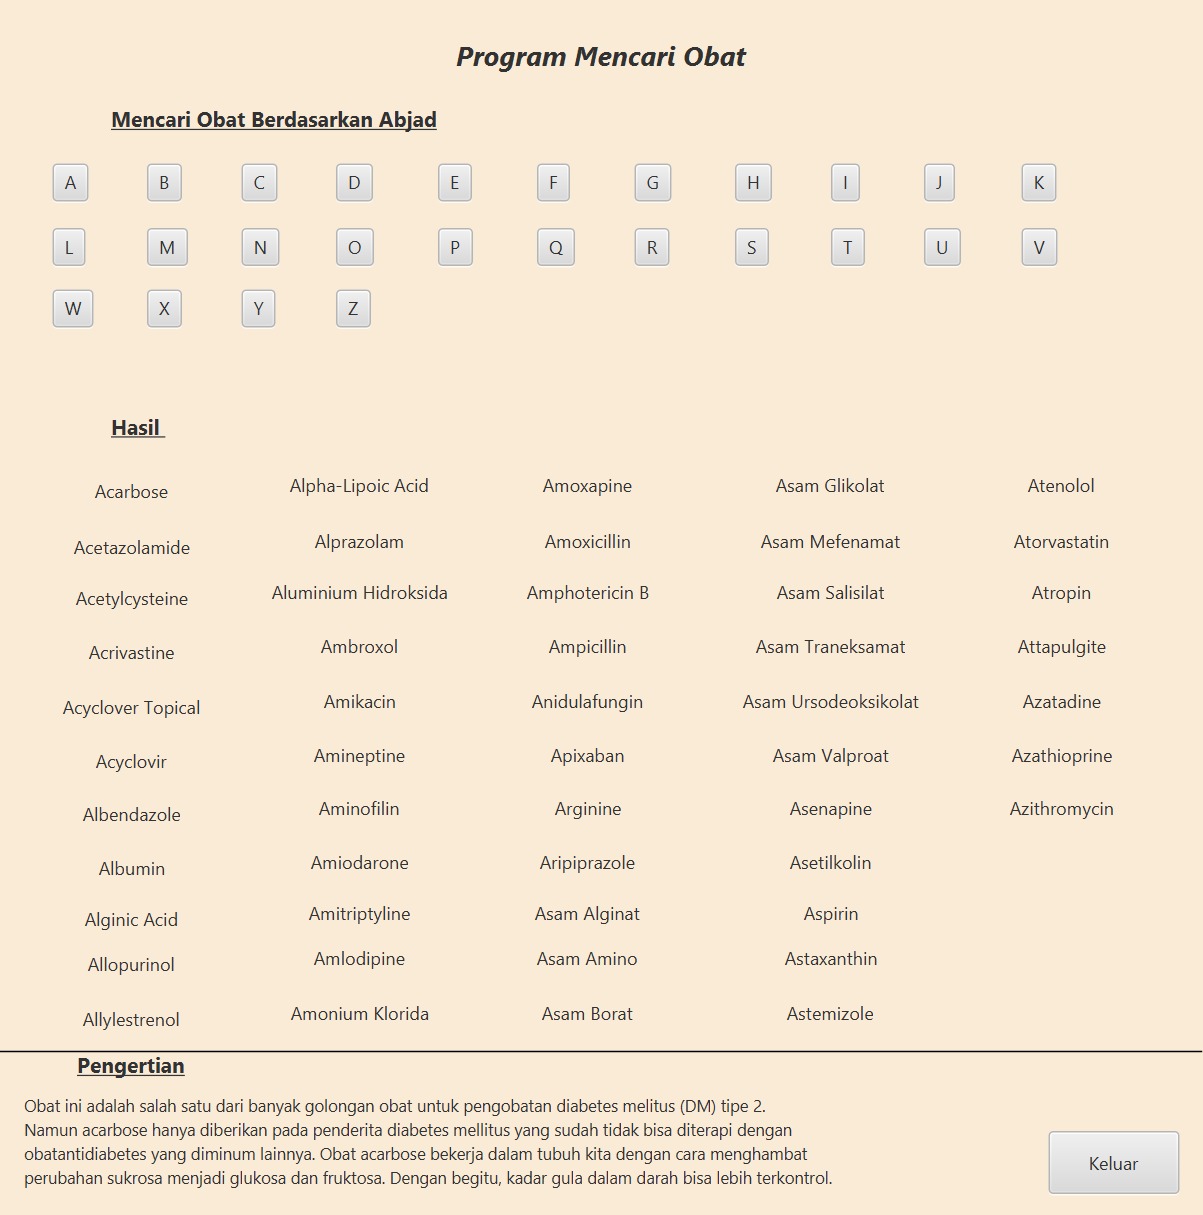 Program Mencari Obat
Mencari Obat Berdasarkan Abjad
A B C D E F G H I J K
L M N O P Q R S T U V
W X Y Z
Hasil
Acarbose Alpha-Lipoic Acid Amoxapine Asam Glikolat Atenolol
Acetazolamide Alprazolam Amoxicillin Asam Mefenamat Atorvastatin
Acetylcysteine Aluminium Hidroksida Amphotericin B Asam Salisilat Atropin
Acrivastine Ambroxol Ampicillin Asam Traneksamat Attapulgite
Acyclover Topical Amikacin Anidulafungin Asam Ursodeoksikolat Azatadine
Acyclovir Amineptine Apixaban Asam Valproat Azathioprine
Albendazole Aminofilin Arginine Asenapine Azithromycin
Albumin Amiodarone Aripiprazole Asetilkolin
Alginic Acid Amitriptyline Asam Alginat Aspirin
Allopurinol Amlodipine Asam Amino Astaxanthin
Allylestrenol Amonium Klorida Asam Borat Astemizole
Pengertian
Obat ini adalah salah satu dari banyak golongan obat untuk pengobatan diabetes melitus (DM) tipe 2.
Namun acarbose hanya diberikan pada penderita diabetes mellitus yang sudah tidak bisa diterapi dengan
obatantidiabetes yang diminum lainnya. Obat acarbose bekerja dalam tubuh kita dengan cara menghambat
perubahan sukrosa menjadi glukosa dan fruktosa. Dengan begitu, kadar gula dalam darah bisa lebih terkontrol.
Keluar